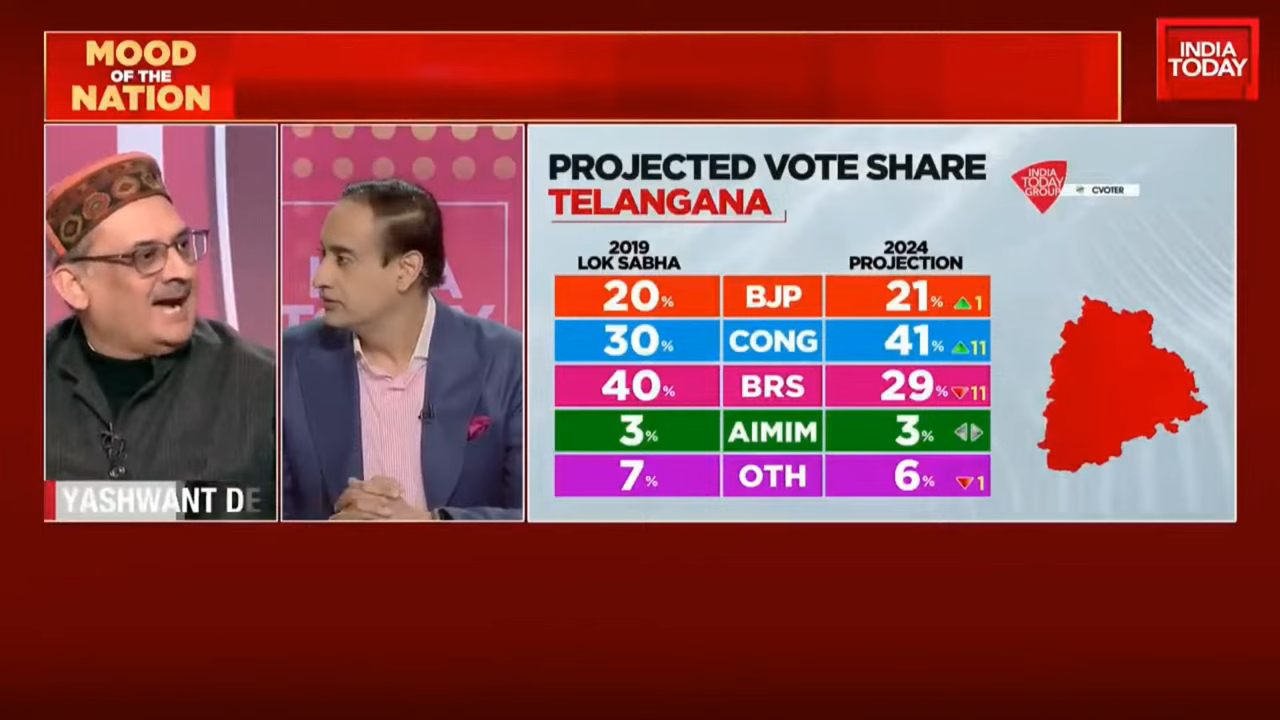 MOOD
OF THE
NATION
INDIA
TODAY
PROJECTED VOTE SHARE
TELANGANA
INDIA
TODAY
GROUP
CVOTER
2019
LOK SABHA
2024
PROJECTION
20% BJP 21% 1
30% CONG 41% 11
40% BRS 29% 11
3% AIMIM 3%
7% OTH 6% 1
YASHWANT DE